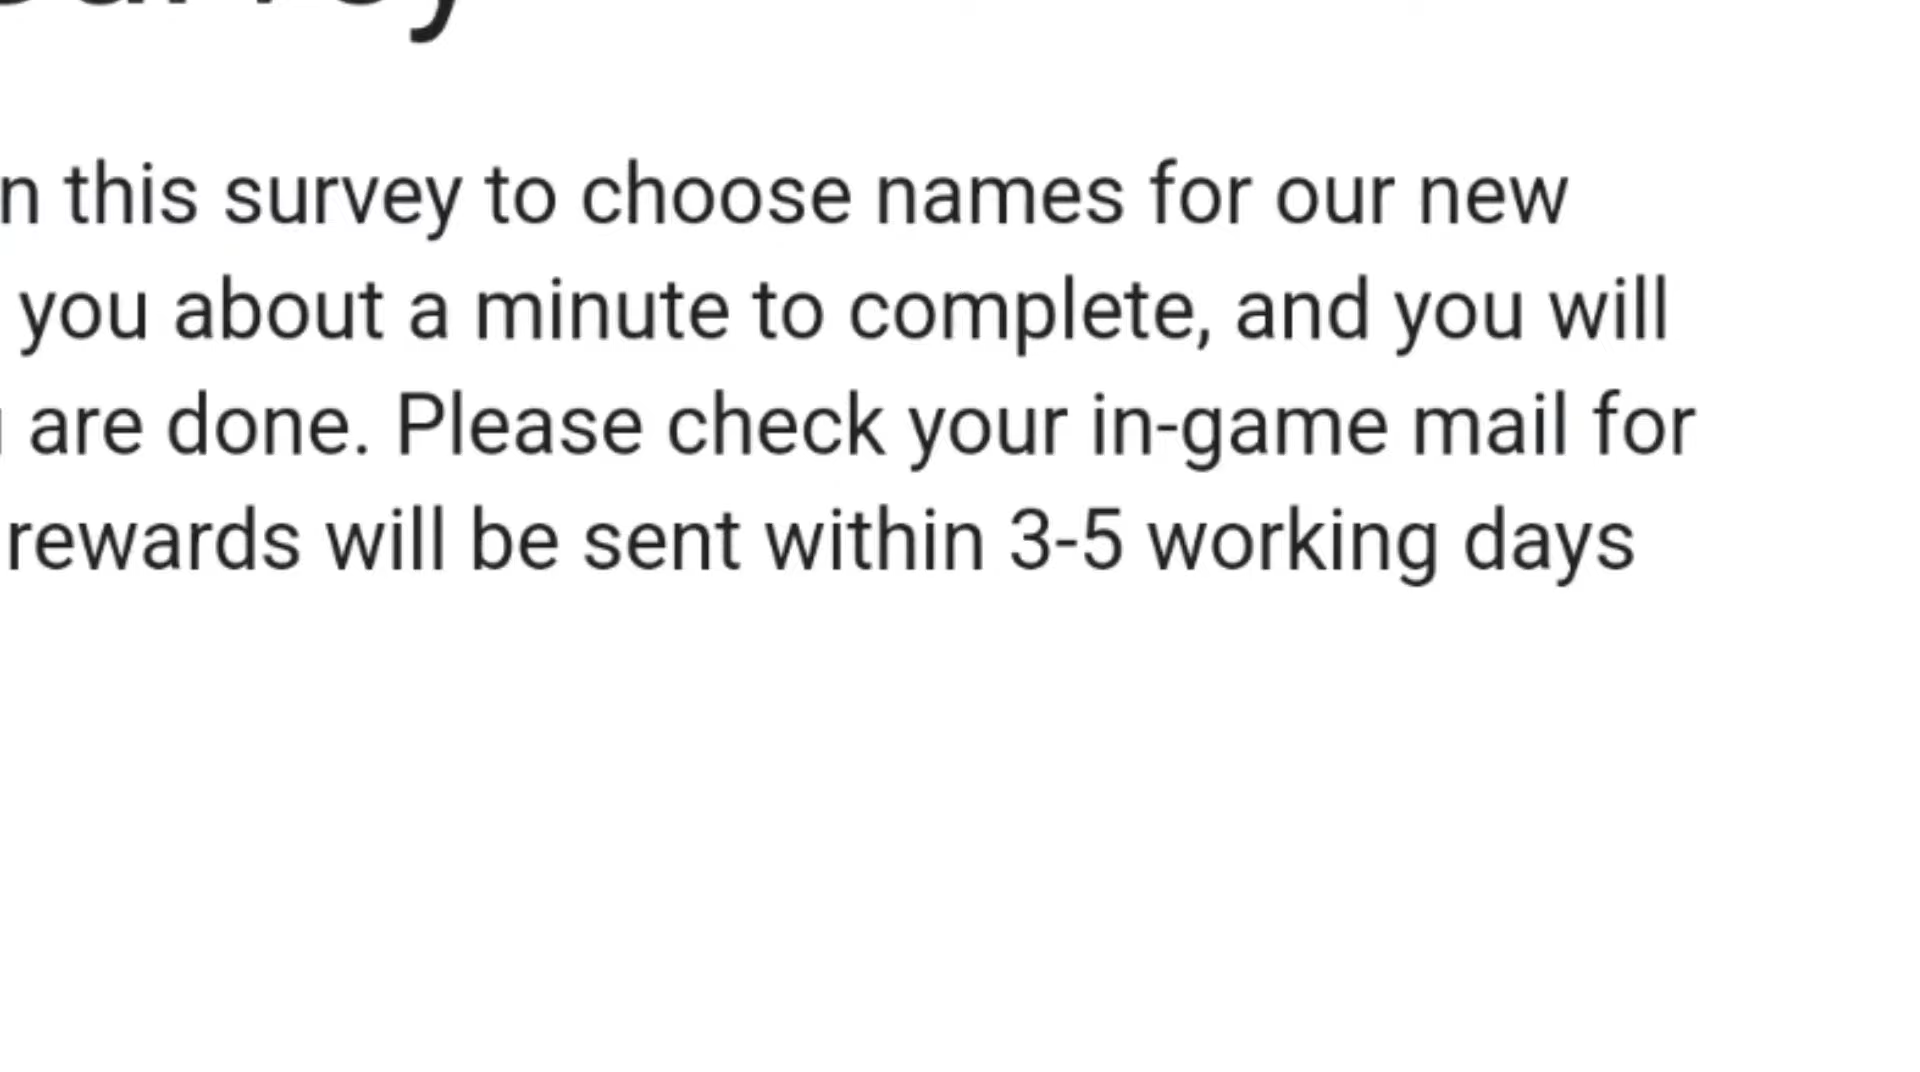 this survey to choose names for our new
you about a minute to complete, and you will
are done. Please check your in-game mail for
rewards will be sent within 3-5 working days